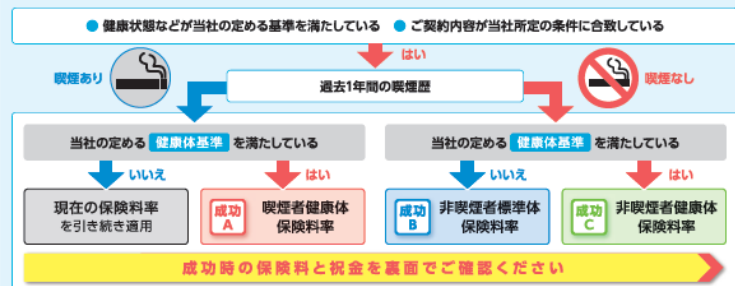 ● 健康状態などが当社の定める基準を満たしている ● ご契約内容が当社所定の条件に合致している
はい
喫煙あり
過去1年間の喫煙歴
喫煙なし
当社の定める 健康体基準 を満たしている
当社の定める 健康体基準 を満たしている
いいえ
はい
いいえ
はい
現在の保険料率
を引き続き適用
成功
A
喫煙者健康体
保険料率
成功
B
非喫煙者標準体
保険料率
成功
C
非喫煙者健康体
保険料率
成功時の保険料と祝金を裏面でご確認ください